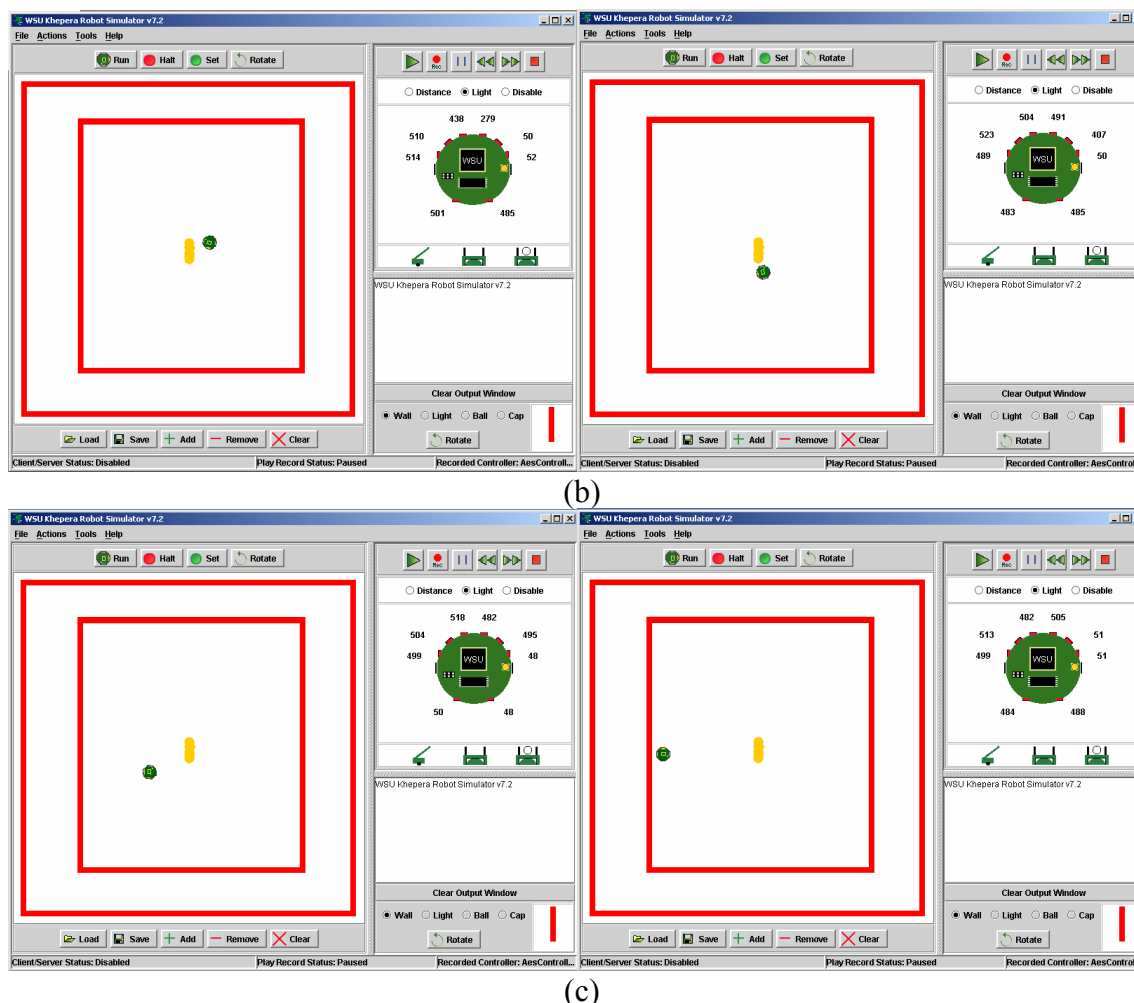 WSU Khepera Robot Simulator v7.2
File Actions Tools Help
Run Halt Set Rotate
Rec
Distance Light Disable
438 279
510 50
514 52
WSU
501 485
WSU Khepera Robot Simulator v7.2
Clear Output Window
Wall Light Ball Cap
Rotate
Load Save Add Remove Clear
Client/Server Status: Disabled Play Record Status: Paused Recorded Controller: AesControll...
WSU Khepera Robot Simulator v7.2
File Actions Tools Help
Run Halt Set Rotate
Rec
Distance Light Disable
504 491
523 407
489 50
WSU
483 485
WSU Khepera Robot Simulator v7.2
Clear Output Window
Wall Light Ball Cap
Rotate
Load Save Add Remove Clear
Client/Server Status: Disabled Play Record Status: Paused Recorded Controller: AesControll...
(b)
WSU Khepera Robot Simulator v7.2
File Actions Tools Help
Run Halt Set Rotate
Rec
Distance Light Disable
518 482
504 495
499 48
WSU
50 48
WSU Khepera Robot Simulator v7.2
Clear Output Window
Wall Light Ball Cap
Rotate
Load Save Add Remove Clear
Client/Server Status: Disabled Play Record Status: Paused Recorded Controller: AesControll...
WSU Khepera Robot Simulator v7.2
File Actions Tools Help
Run Halt Set Rotate
Rec
Distance Light Disable
482 505
513 51
499 51
WSU
484 488
WSU Khepera Robot Simulator v7.2
Clear Output Window
Wall Light Ball Cap
Rotate
Load Save Add Remove Clear
Client/Server Status: Disabled Play Record Status: Paused Recorded Controller: AesControll...
(c)